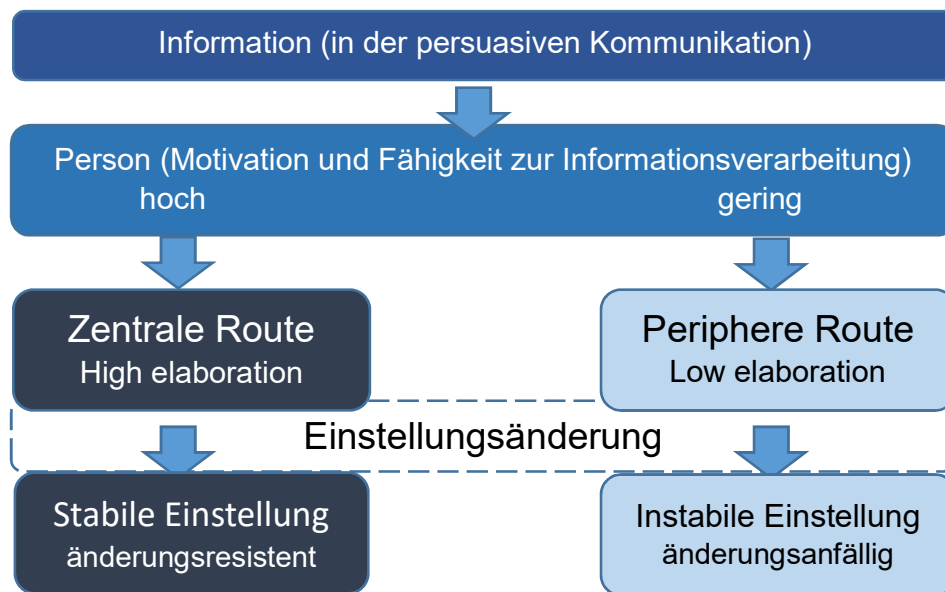 Information (in der persuasiven Kommunikation)
Person (Motivation und Fähigkeit zur Informationsverarbeitung)
hoch gering
Zentrale Route
High elaboration
Periphere Route
Low elaboration
Einstellungsänderung
Stabile Einstellung
änderungsresistent
Instabile Einstellung
änderungsanfällig